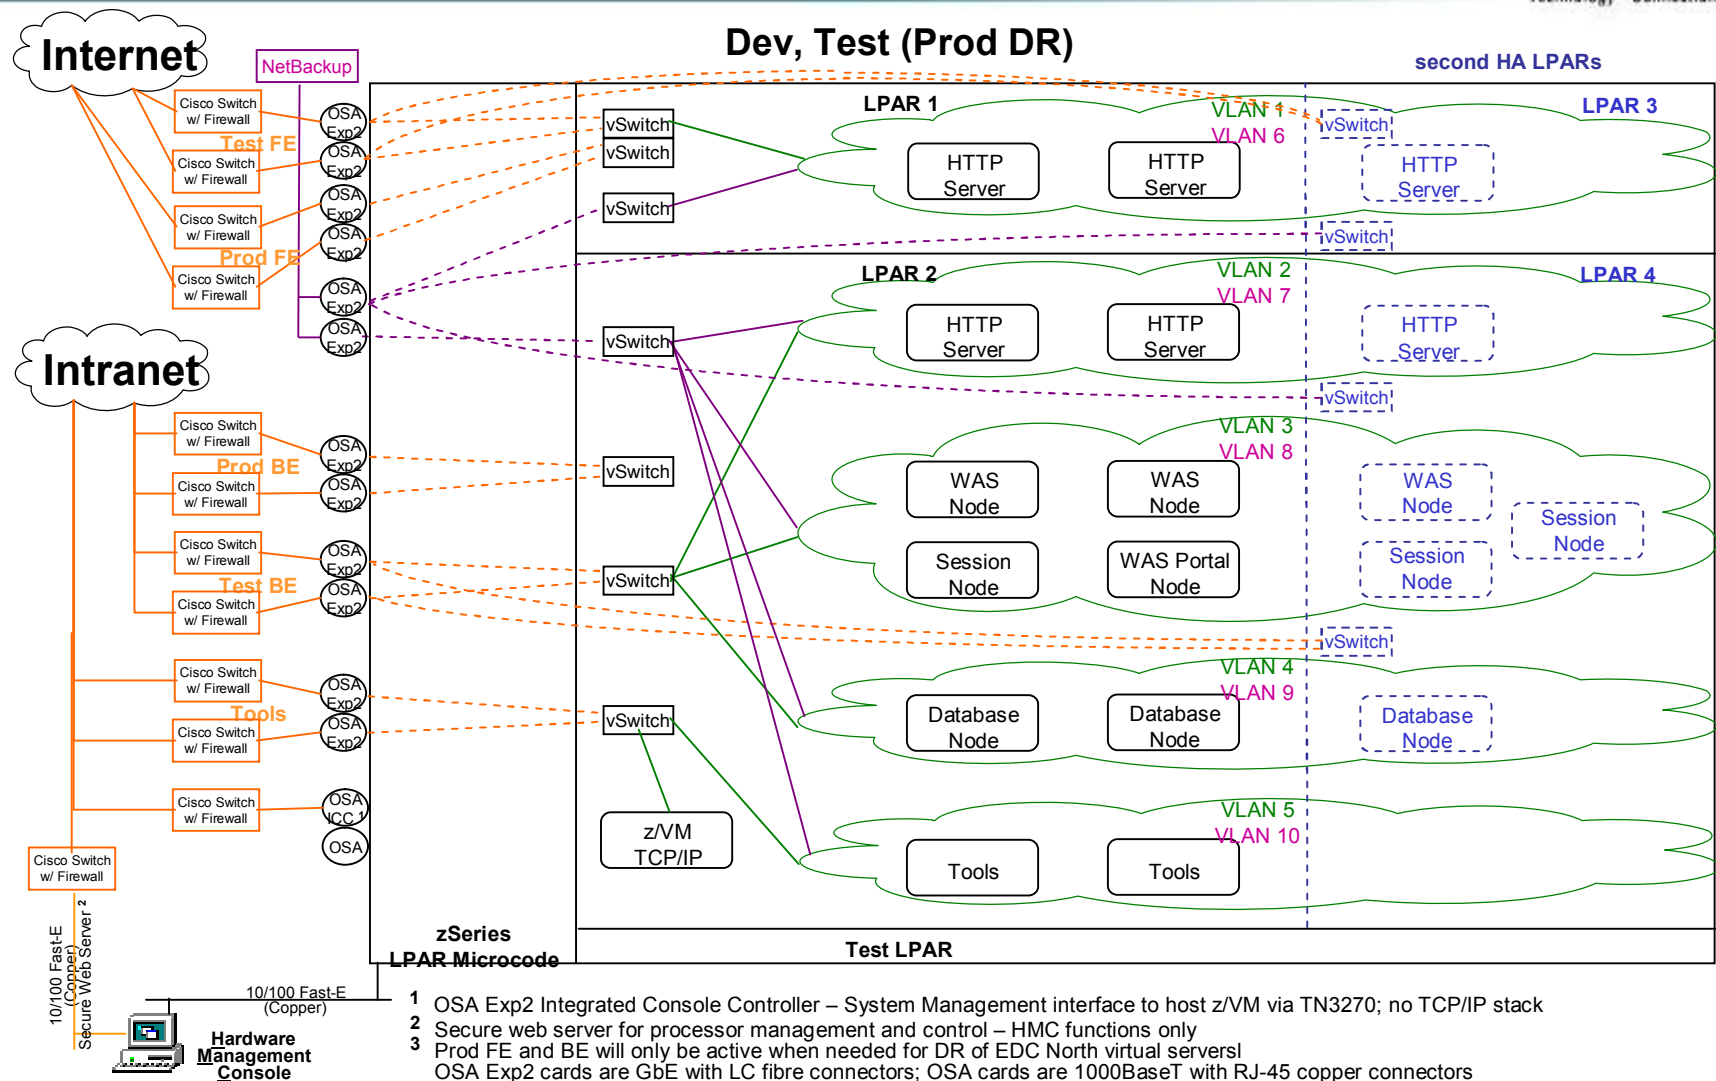 Technology Connection
Dev, Test (Prod DR)
second HA LPARs
Internet
NetBackup
Cisco Switch
w/ Firewall
OSA
Exp2
Test FE
Cisco Switch
w/ Firewall
OSA
Exp2
Cisco Switch
w/ Firewall
OSA
Exp2
Prod FE
Cisco Switch
w/ Firewall
OSA
Exp2
OSA
Exp2
OSA
Exp2
Intranet
Cisco Switch
w/ Firewall
OSA
Exp2
Prod BE
Cisco Switch
w/ Firewall
OSA
Exp2
Cisco Switch
w/ Firewall
OSA
Exp2
Test BE
Cisco Switch
w/ Firewall
OSA
Exp2
Cisco Switch
w/ Firewall
OSA
Exp2
Tools
Cisco Switch
w/ Firewall
OSA
Exp2
Cisco Switch
w/ Firewall
OSA
ICC 1
OSA
Cisco Switch
w/ Firewall
10/100 Fast-E
(Copper)
Secure Web Server 2
zSeries
LPAR Microcode
LPAR 1
VLAN 1
VLAN 6
LPAR 3
vSwitch
vSwitch
vSwitch
vSwitch
HTTP
Server
HTTP
Server
HTTP
Server
vSwitch
LPAR 2
VLAN 2
VLAN 7
LPAR 4
vSwitch
HTTP
Server
HTTP
Server
HTTP
Server
vSwitch
VLAN 3
VLAN 8
vSwitch
WAS
Node
WAS
Node
WAS
Node
Session
Node
vSwitch
Session
Node
WAS Portal
Node
Session
Node
vSwitch
VLAN 4
VLAN 9
vSwitch
Database
Node
Database
Node
Database
Node
VLAN 5
VLAN 10
z/VM
TCP/IP
Tools
Tools
Test LPAR
10/100 Fast-E
(Copper)
Hardware
Management
Console
1 OSA Exp2 Integrated Console Controller – System Management interface to host z/VM via TN3270; no TCP/IP stack
2 Secure web server for processor management and control – HMC functions only
3 Prod FE and BE will only be active when needed for DR of EDC North virtual serversl
OSA Exp2 cards are GbE with LC fibre connectors; OSA cards are 1000BaseT with RJ-45 copper connectors